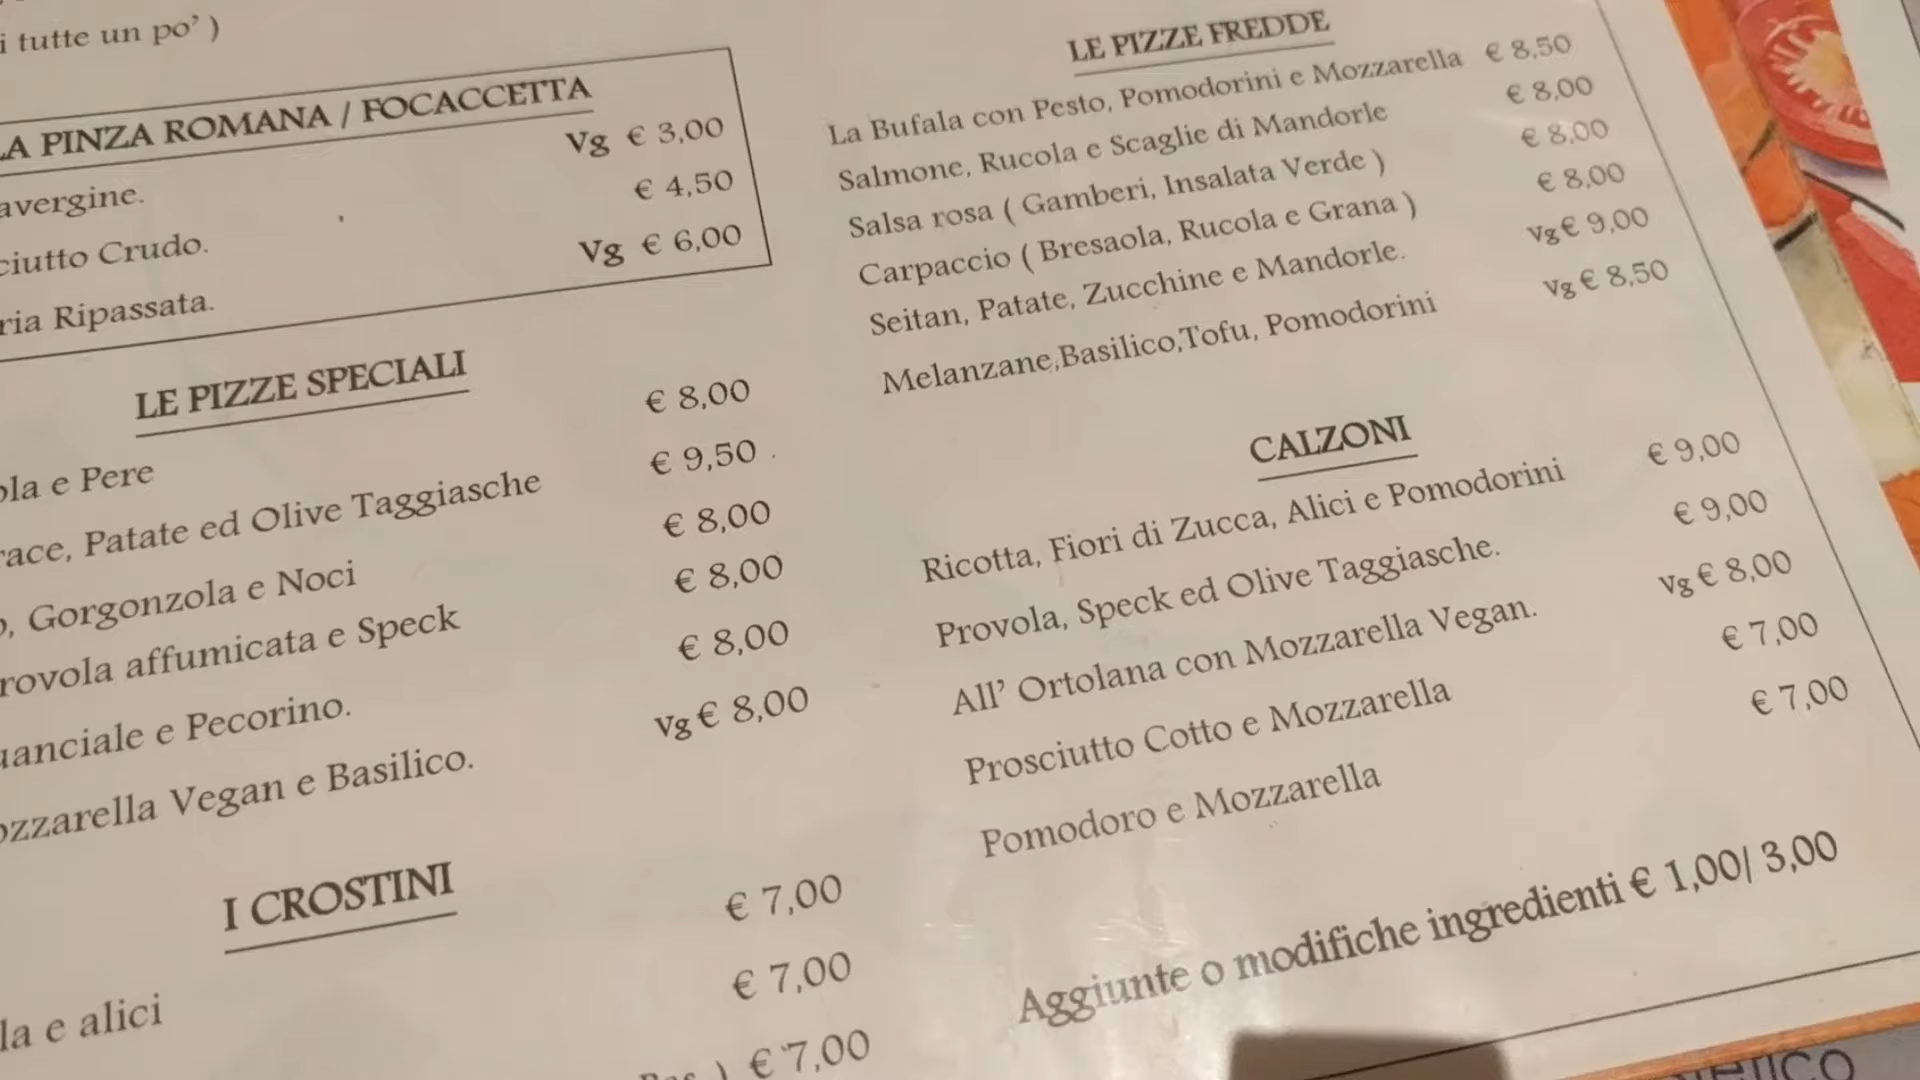 i tutte un po' )
LA PINZA ROMANA / FOCACCETTA
avergine. Vg € 3,00
ciutto Crudo. € 4,50
ria Ripassata. Vg € 6,00
LE PIZZE SPECIALI
ola e Pere € 8,00
race, Patate ed Olive Taggiasche € 9,50
, Gorgonzola e Noci € 8,00
rovola affumicata e Speck € 8,00
uanciale e Pecorino. € 8,00
ozzarella Vegan e Basilico. Vg € 8,00
I CROSTINI
€ 7,00
la e alici € 7,00
) € 7,00
LE PIZZE FREDDE
La Bufala con Pesto, Pomodorini e Mozzarella € 8,50
Salmone, Rucola e Scaglie di Mandorle € 8,00
Salsa rosa ( Gamberi, Insalata Verde ) € 8,00
Carpaccio ( Bresaola, Rucola e Grana ) € 8,00
Seitan, Patate, Zucchine e Mandorle. Vg € 9,00
Melanzane,Basilico,Tofu, Pomodorini Vg € 8,50
CALZONI
Ricotta, Fiori di Zucca, Alici e Pomodorini € 9,00
Provola, Speck ed Olive Taggiasche. € 9,00
All' Ortolana con Mozzarella Vegan. Vg € 8,00
Prosciutto Cotto e Mozzarella € 7,00
Pomodoro e Mozzarella € 7,00
Aggiunte o modifiche ingredienti € 1,00/ 3,00